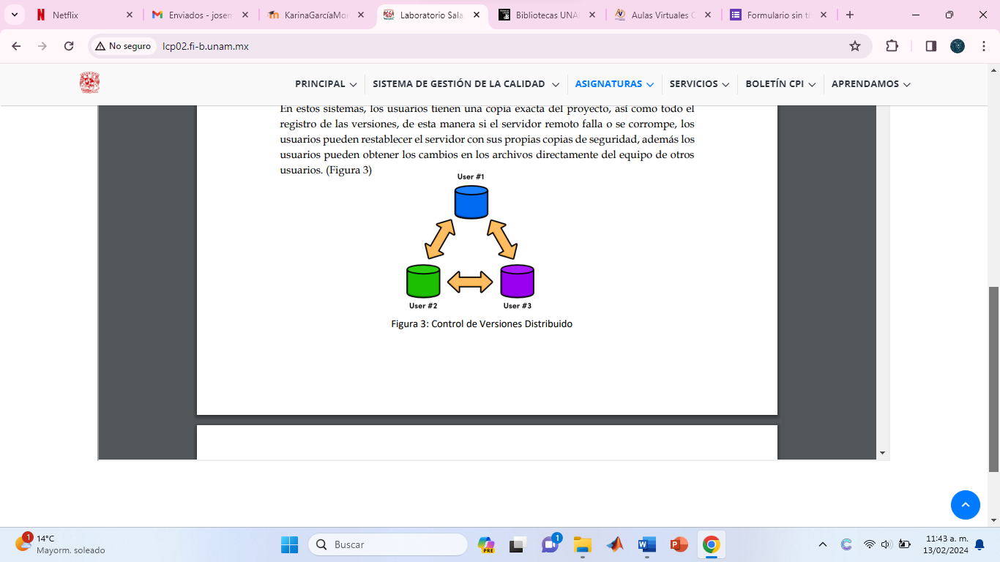 Netflix
Enviados - josem
KarinaGarcíaMo
Laboratorio Sala
Bibliotecas UNA
Aulas Virtuales
Formulario sin tí
No seguro
lcp02.fi-b.unam.mx
PRINCIPAL
SISTEMA DE GESTIÓN DE LA CALIDAD
ASIGNATURAS
SERVICIOS
BOLETÍN CPI
APRENDAMOS
En estos sistemas, los usuarios tienen una copia exacta del proyecto, así como todo el
registro de las versiones, de esta manera si el servidor remoto falla o se corrompe, los
usuarios pueden restablecer el servidor con sus propias copias de seguridad, además los
usuarios pueden obtener los cambios en los archivos directamente del equipo de otros
usuarios. (Figura 3)
User #1
User #2
User #3
Figura 3: Control de Versiones Distribuido
1
14°C
Mayorm. soleado
Buscar
PRE
1
11:43 a. m.
13/02/2024